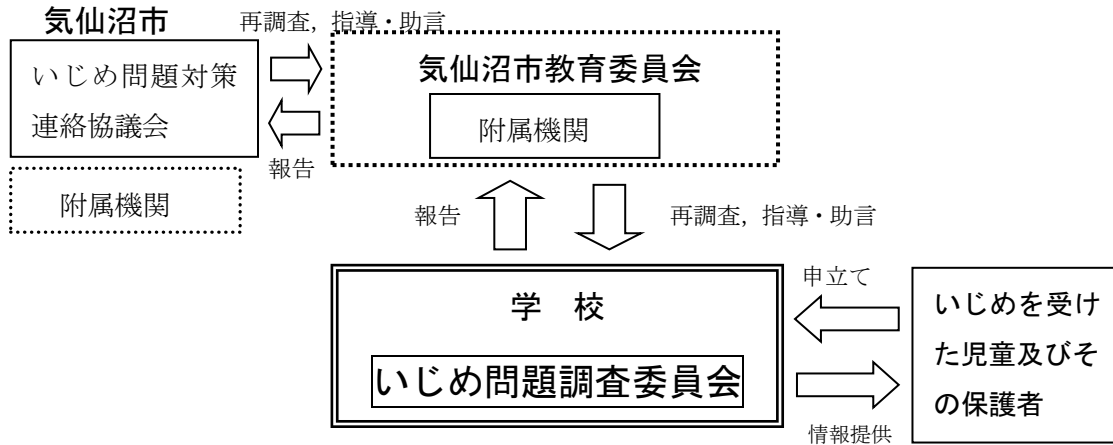 気仙沼市
再調査，指導・助言
いじめ問題対策
連絡協議会
気仙沼市教育委員会
附属機関
報告
附属機関
報告
再調査，指導・助言
学　校
いじめ問題調査委員会
申立て
情報提供
いじめを受け
た児童及びそ
の保護者